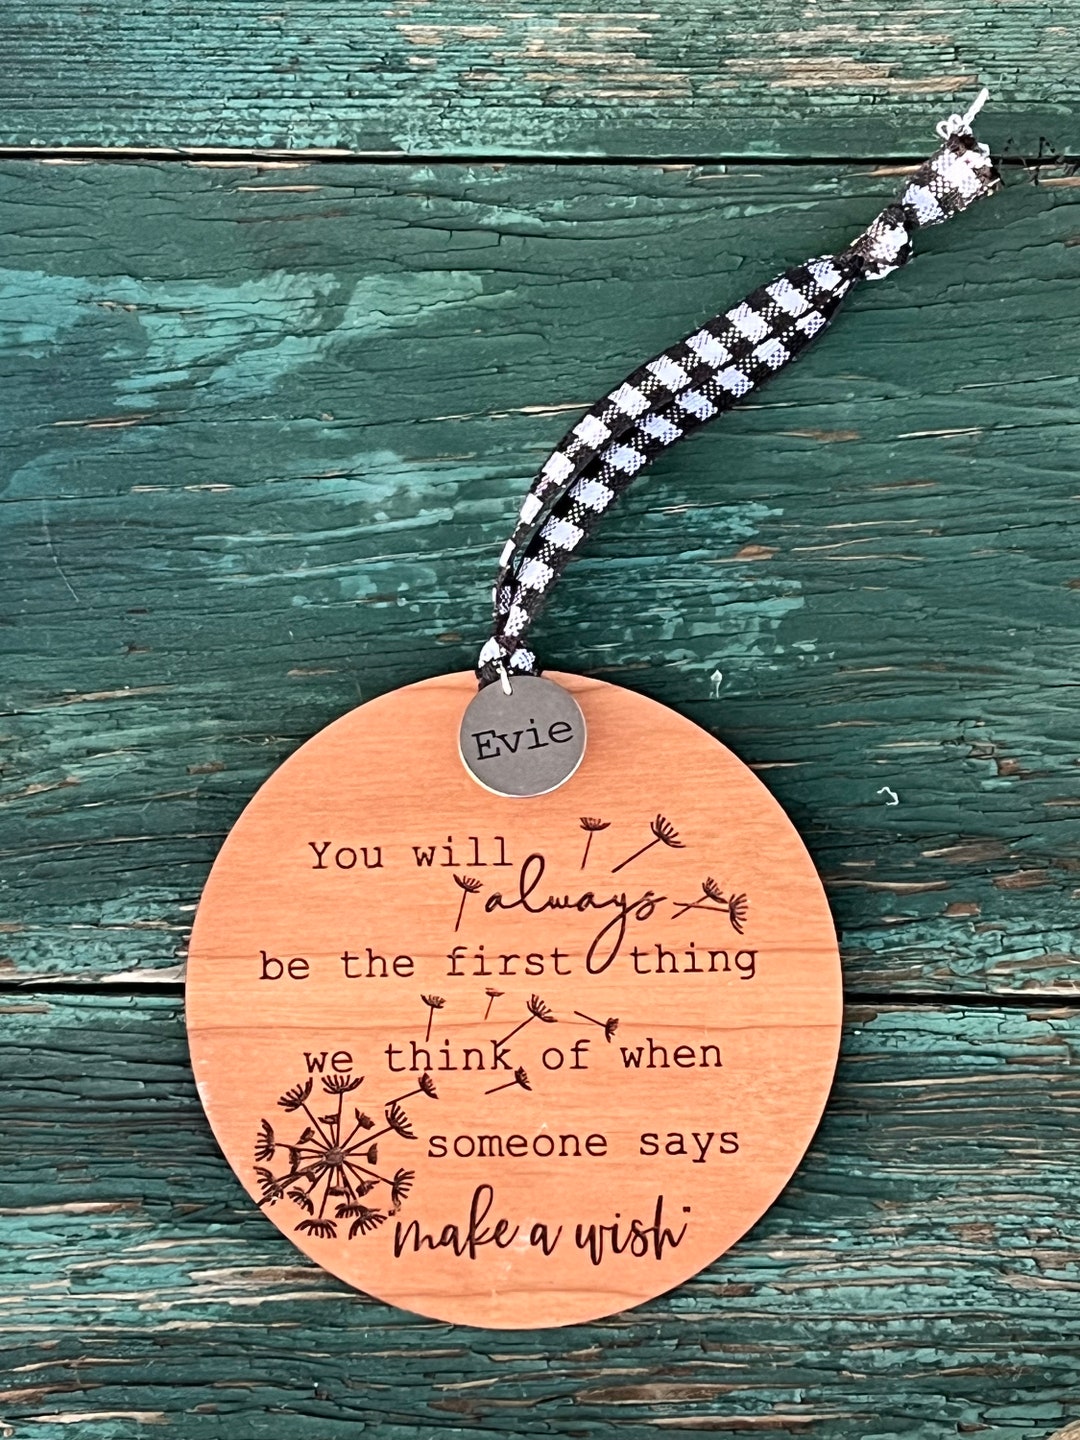 Evie
You will
always
be the first thing
we think of when
someone says
"make a wish"